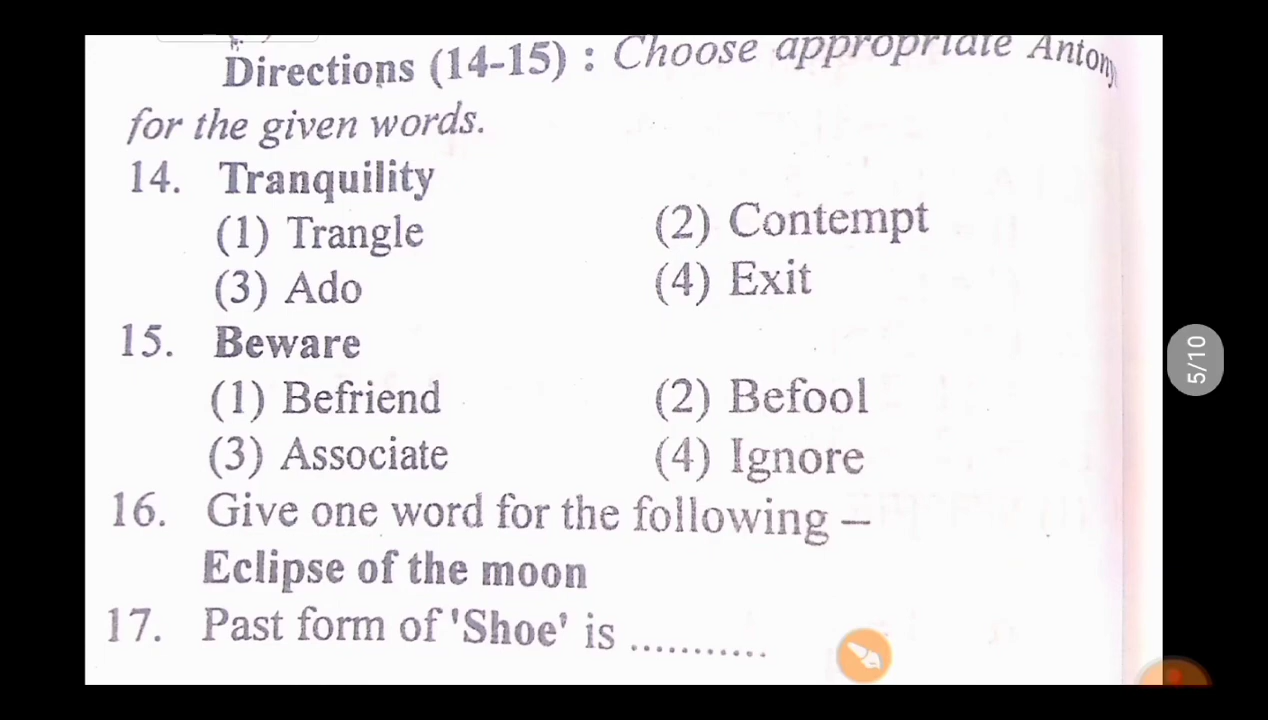 Directions (14-15) : Choose appropriate Antony
for the given words.
14. Tranquility
(1) Trangle (2) Contempt
(3) Ado (4) Exit
15. Beware
(1) Befriend (2) Befool
(3) Associate (4) Ignore
16. Give one word for the following –
Eclipse of the moon
17. Past form of 'Shoe' is ...........
5/10